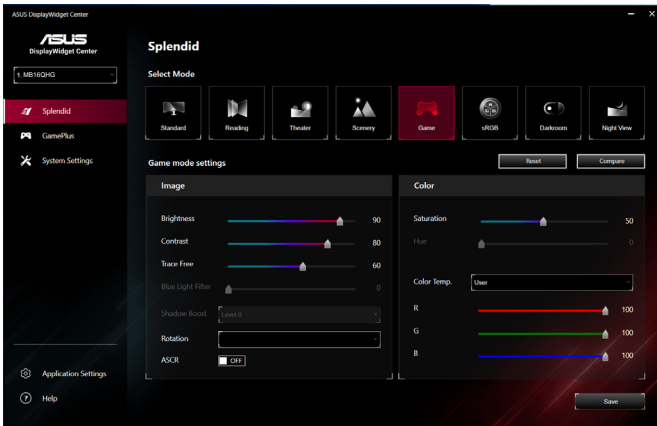 ASUS DisplayWidget Center
ASUS
DisplayWidget Center
1. MB16QHG
Splendid
GamePlus
System Settings
Application Settings
Help
Splendid
Select Mode
Standard
Reading
Theater
Scenery
Game
sRGB
Darkroom
Night View
Game mode settings
Reset
Compare
Image
Brightness 90
Contrast 80
Trace Free 60
Blue Light Filter 0
Shadow Boost Level 0
Rotation
ASCR OFF
Color
Saturation 50
Hue 0
Color Temp. User
R 100
G 100
B 100
Save